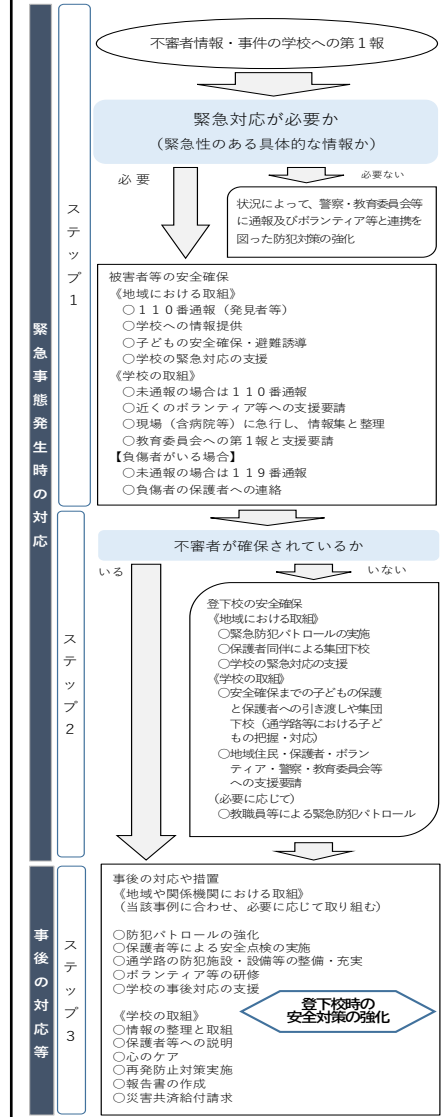 不審者情報・事件の学校への第１報
緊急対応が必要か
（緊急性のある具体的な情報か）
必要
必要ない
状況によって、警察・教育委員会等
に通報及びボランティア等と連携を
図った防犯対策の強化
緊急事態発生時の対応
ステップ１
被害者等の安全確保
《地域における取組》
○１１０番通報（発見者等）
○学校への情報提供
○子どもの安全確保・避難誘導
○学校の緊急対応の支援
《学校の取組》
○未通報の場合は１１０番通報
○近くのボランティア等への支援要請
○現場（含病院等）に急行し、情報集と整理
○教育委員会への第１報と支援要請
【負傷者がいる場合】
○未通報の場合は１１９番通報
○負傷者の保護者への連絡
不審者が確保されているか
いる
いない
ステップ２
登下校の安全確保
《地域における取組》
○緊急防犯パトロールの実施
○保護者同伴による集団下校
○学校の緊急対応の支援
《学校の取組》
○安全確保までの子どもの保護
と保護者への引き渡しや集団
下校（通学路等における子ど
もの把握・対応）
○地域住民・保護者・ボラン
ティア・警察・教育委員会等
への支援要請
（必要に応じて）
○教職員等による緊急防犯パトロール
事後の対応等
ステップ３
事後の対応や措置
《地域や関係機関における取組》
（当該事例に合わせ、必要に応じて取り組む）
○防犯パトロールの強化
○保護者等による安全点検の実施
○通学路の防犯施設・設備等の整備・充実
○ボランティア等の研修
○学校の事後対応の支援
《学校の取組》
○情報の整理と取組
○保護者等への説明
○心のケア
○再発防止対策実施
○報告書の作成
○災害共済給付請求
登下校時の
安全対策の強化